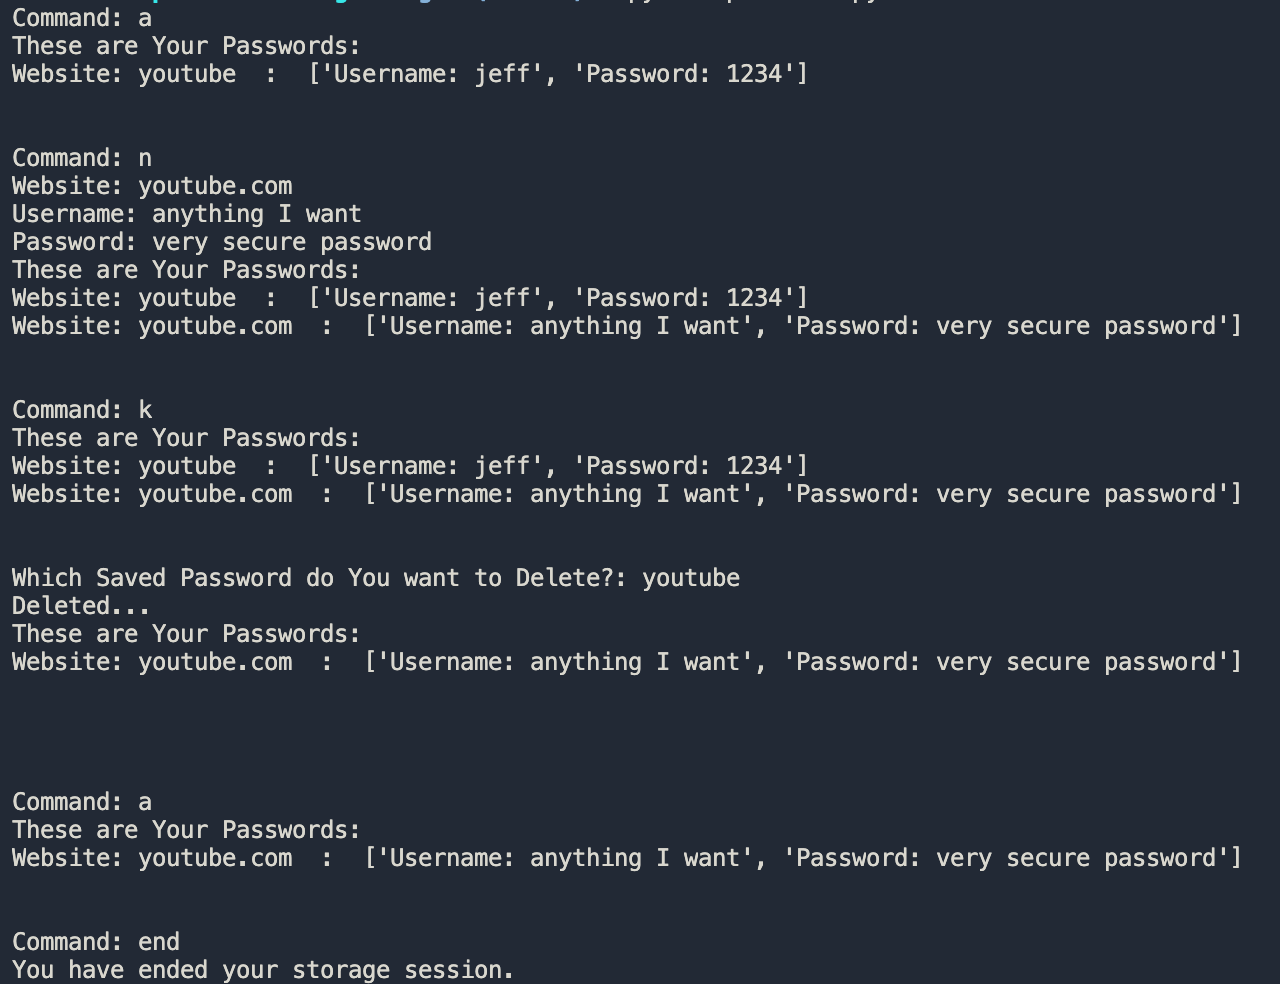 Command: a
These are Your Passwords:
Website: youtube  :  ['Username: jeff', 'Password: 1234']
Command: n
Website: youtube.com
Username: anything I want
Password: very secure password
These are Your Passwords:
Website: youtube  :  ['Username: jeff', 'Password: 1234']
Website: youtube.com  :  ['Username: anything I want', 'Password: very secure password']
Command: k
These are Your Passwords:
Website: youtube  :  ['Username: jeff', 'Password: 1234']
Website: youtube.com  :  ['Username: anything I want', 'Password: very secure password']
Which Saved Password do You want to Delete?: youtube
Deleted...
These are Your Passwords:
Website: youtube.com  :  ['Username: anything I want', 'Password: very secure password']
Command: a
These are Your Passwords:
Website: youtube.com  :  ['Username: anything I want', 'Password: very secure password']
Command: end
You have ended your storage session.